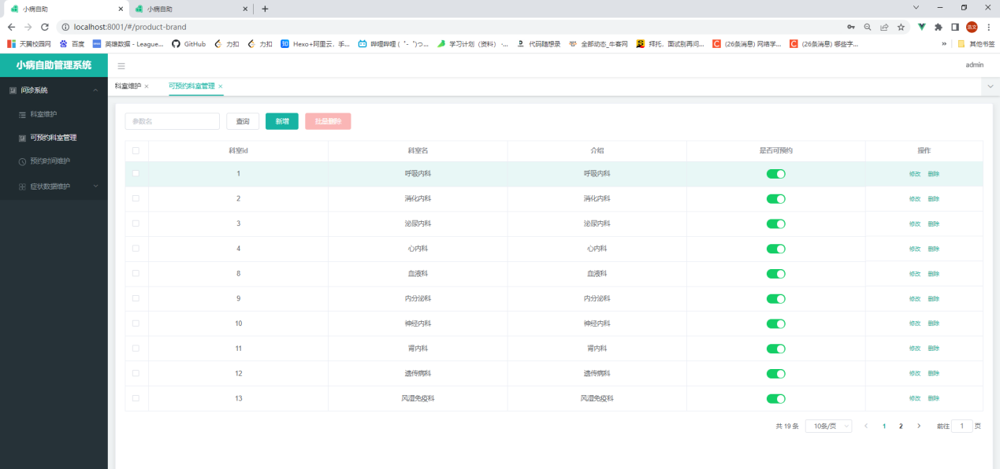 小病自助
小病自助
localhost:8001/#/product-brand
天翼校园网 百度 英雄数据 - League... GitHub 力扣 力扣 Hexo+阿里云，手... 哔哩哔哩 (゜-゜)つ... 学习计划（资料）-... 代码随想录 全部动态_牛客网 拜托、面试别再问... (26条消息) 网络学... (26条消息) 哪些字... » 其他书签
小病自助管理系统
admin
问诊系统
科室维护
可预约科室管理
预约时间维护
症状数据维护
科室维护 × 可预约科室管理 ×
参数名 查询 新增 批量删除
科室id 科室名 介绍 是否可预约 操作
1 呼吸内科 呼吸内科 修改 删除
2 消化内科 消化内科 修改 删除
3 泌尿内科 泌尿内科 修改 删除
4 心内科 心内科 修改 删除
8 血液科 血液科 修改 删除
9 内分泌科 内分泌科 修改 删除
10 神经内科 神经内科 修改 删除
11 肾内科 肾内科 修改 删除
12 遗传病科 遗传病科 修改 删除
13 风湿免疫科 风湿免疫科 修改 删除
共 19 条 10条/页 < 1 2 > 前往 1 页